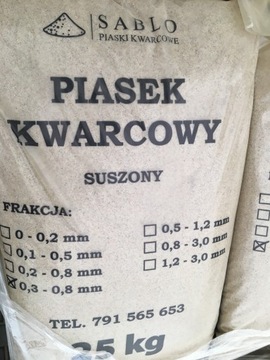 SABLO
PIASKI KWARCOWE
PIASEK
KWARCOWY
SUSZONY
FRAKCJA:
0 - 0,2 mm
0,1 - 0,5 mm
0,2 - 0,8 mm
0,3 - 0,8 mm
0,5 - 1,2 mm
0,8 - 3,0 mm
1,2 - 3,0 mm
TEL. 791 565 653
25 kg